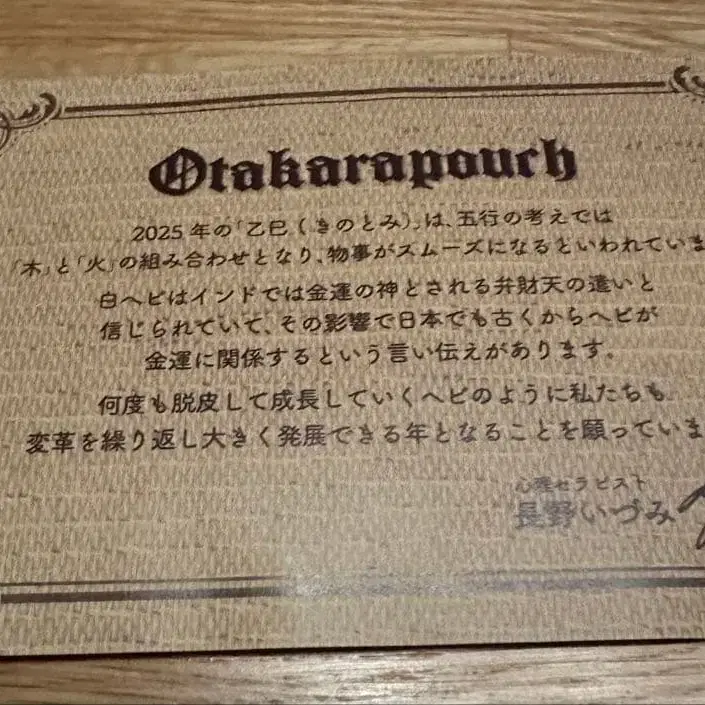 Otakarapouch
2025年の「乙巳(きのとみ)」は、五行の考えでは
「木」と「火」の組み合わせとなり、物事がスムーズになるといわれていま
白ヘビはインドでは金運の神とされる弁財天の遣いと
信じられていて、その影響で日本でも古くからヘビが
金運に関係するという言い伝えがあります。
何度も脱皮して成長していくヘビのように私たちも、
変革を繰り返し大きく発展できる年となることを願っていま
心理セラピスト
長野いづみ